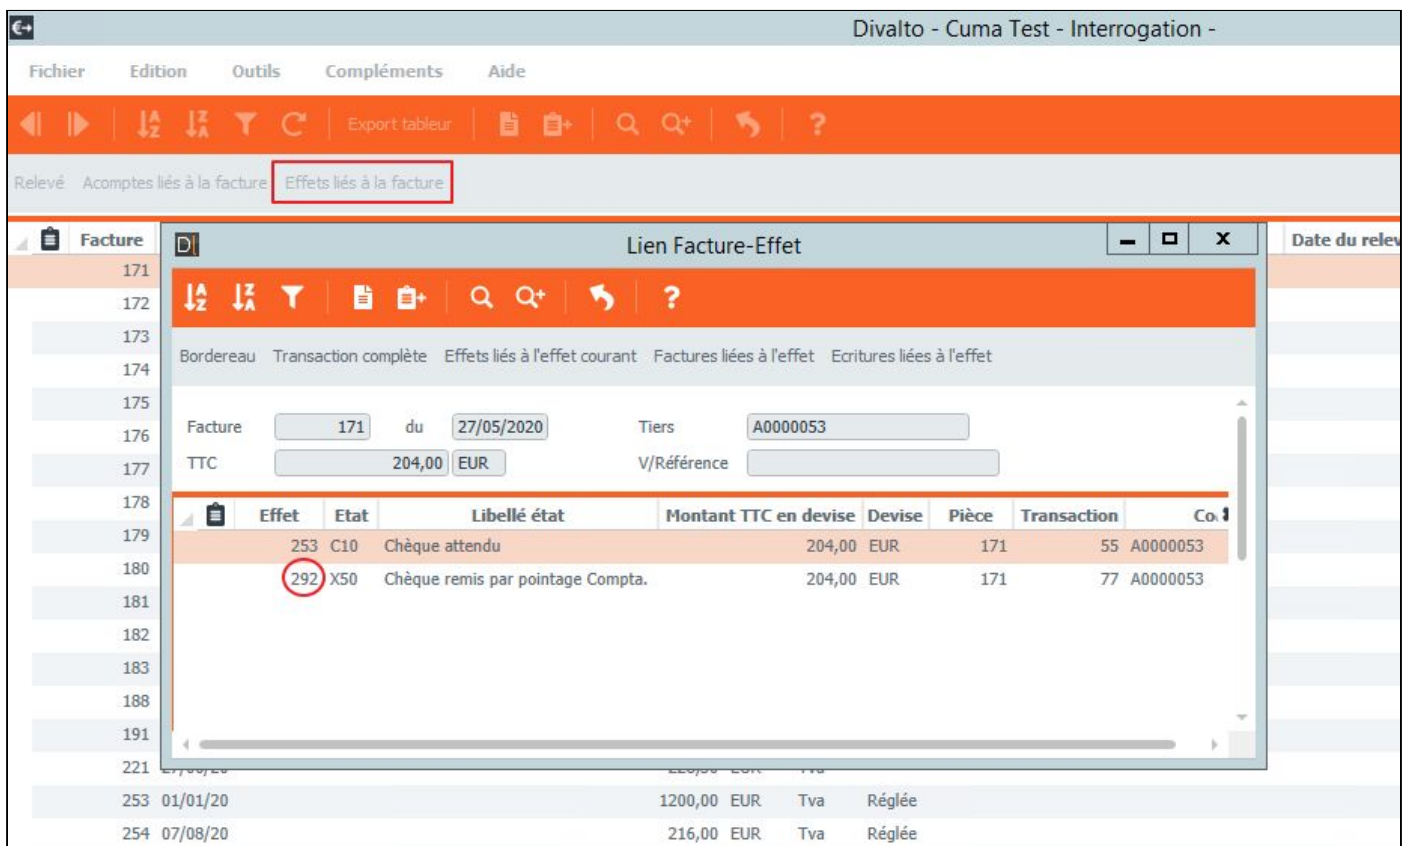 Divalto - Cuma Test - Interrogation -
Fichier Edition Outils Compléments Aide
Export tableur
Relevé Acomptes liés à la facture Effets liés à la facture
Facture
Lien Facture-Effet
Date du relev
171
172
173
Bordereau Transaction complète Effets liés à l'effet courant Factures liées à l'effet Ecritures liées à l'effet
174
175
Facture 171 du 27/05/2020 Tiers A0000053
176
TTC 204,00 EUR V/Référence
177
178
Effet Etat Libellé état Montant TTC en devise Devise Pièce Transaction Co
179
253 C10 Chèque attendu 204,00 EUR 171 55 A0000053
180
292 X50 Chèque remis par pointage Compta. 204,00 EUR 171 77 A0000053
181
182
183
188
191
221
253 01/01/20 1200,00 EUR Tva Réglée
254 07/08/20 216,00 EUR Tva Réglée